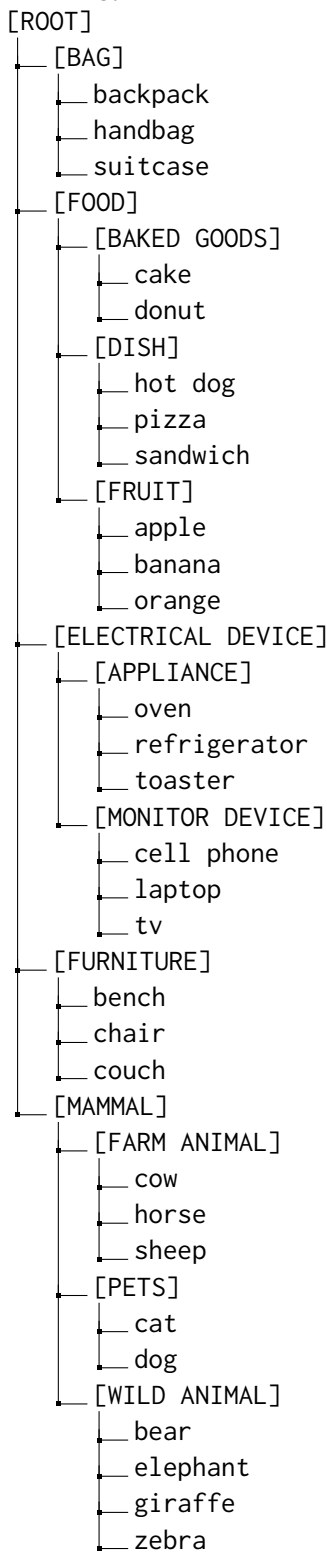 [ROOT]
[BAG]
backpack
handbag
suitcase
[FOOD]
[BAKED GOODS]
cake
donut
[DISH]
hot dog
pizza
sandwich
[FRUIT]
apple
banana
orange
[ELECTRICAL DEVICE]
[APPLIANCE]
oven
refrigerator
toaster
[MONITOR DEVICE]
cell phone
laptop
tv
[FURNITURE]
bench
chair
couch
[MAMMAL]
[FARM ANIMAL]
cow
horse
sheep
[PETS]
cat
dog
[WILD ANIMAL]
bear
elephant
giraffe
zebra